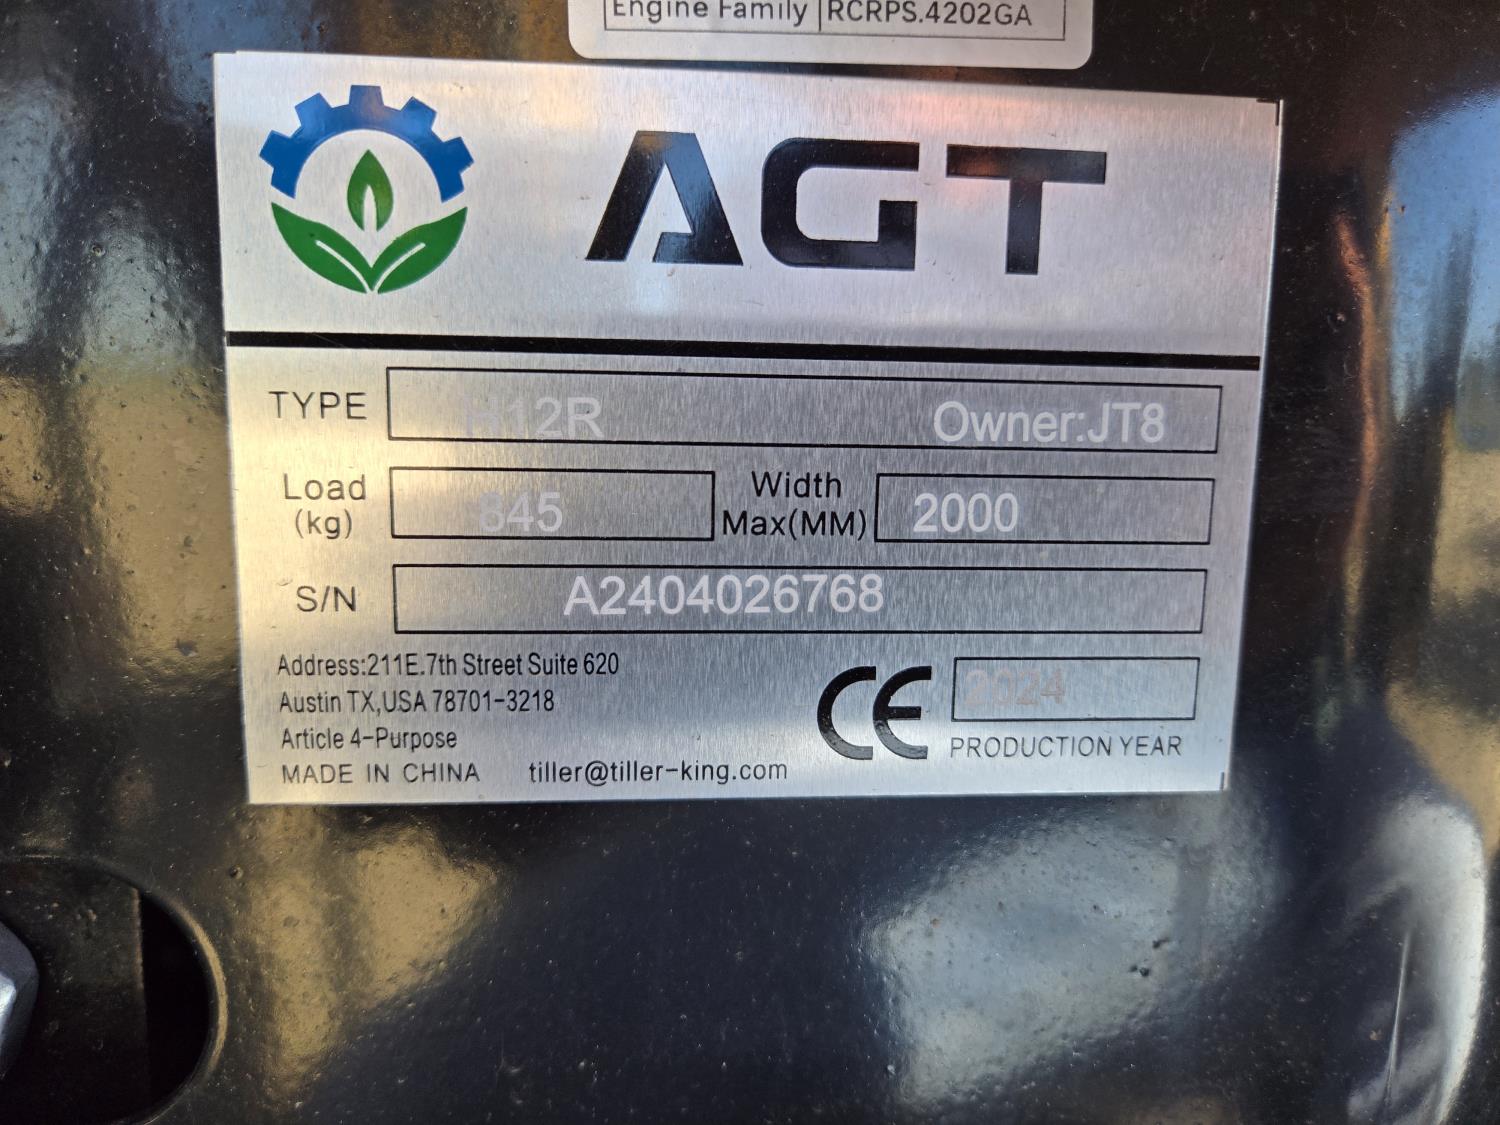 Engine Family RCRPS.4202GA
AGT
TYPE H12R Owner:JT8
Load (kg) 845 Width Max(MM) 2000
S/N A2404026768
Address:211E.7th Street Suite 620
Austin TX,USA 78701-3218
Article 4-Purpose
MADE IN CHINA tiller@tiller-king.com
CE 2024
PRODUCTION YEAR